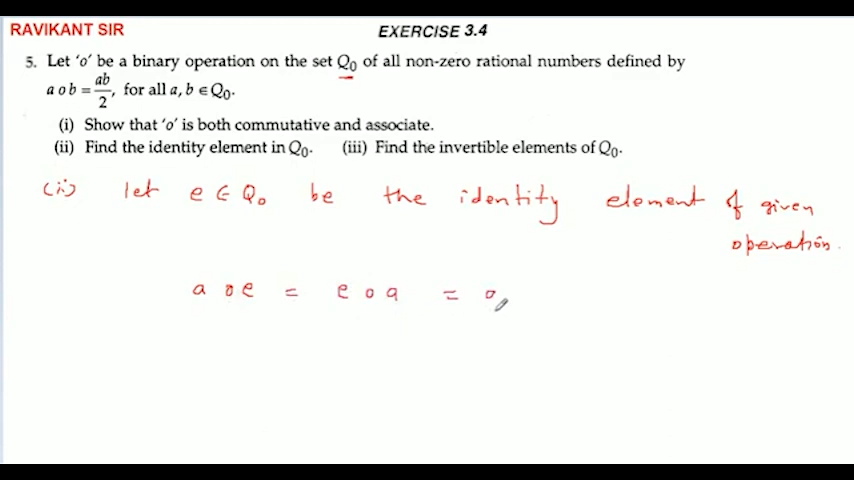 RAVIKANT SIR
EXERCISE 3.4
5. Let 'o' be a binary operation on the set Q₀ of all non-zero rational numbers defined by
a o b = ab/2, for all a, b ∈ Q₀.
(i) Show that 'o' is both commutative and associate.
(ii) Find the identity element in Q₀. (iii) Find the invertible elements of Q₀.
(ii) let e ∈ Q₀ be the identity element of given
operation.
a o e = e o a =